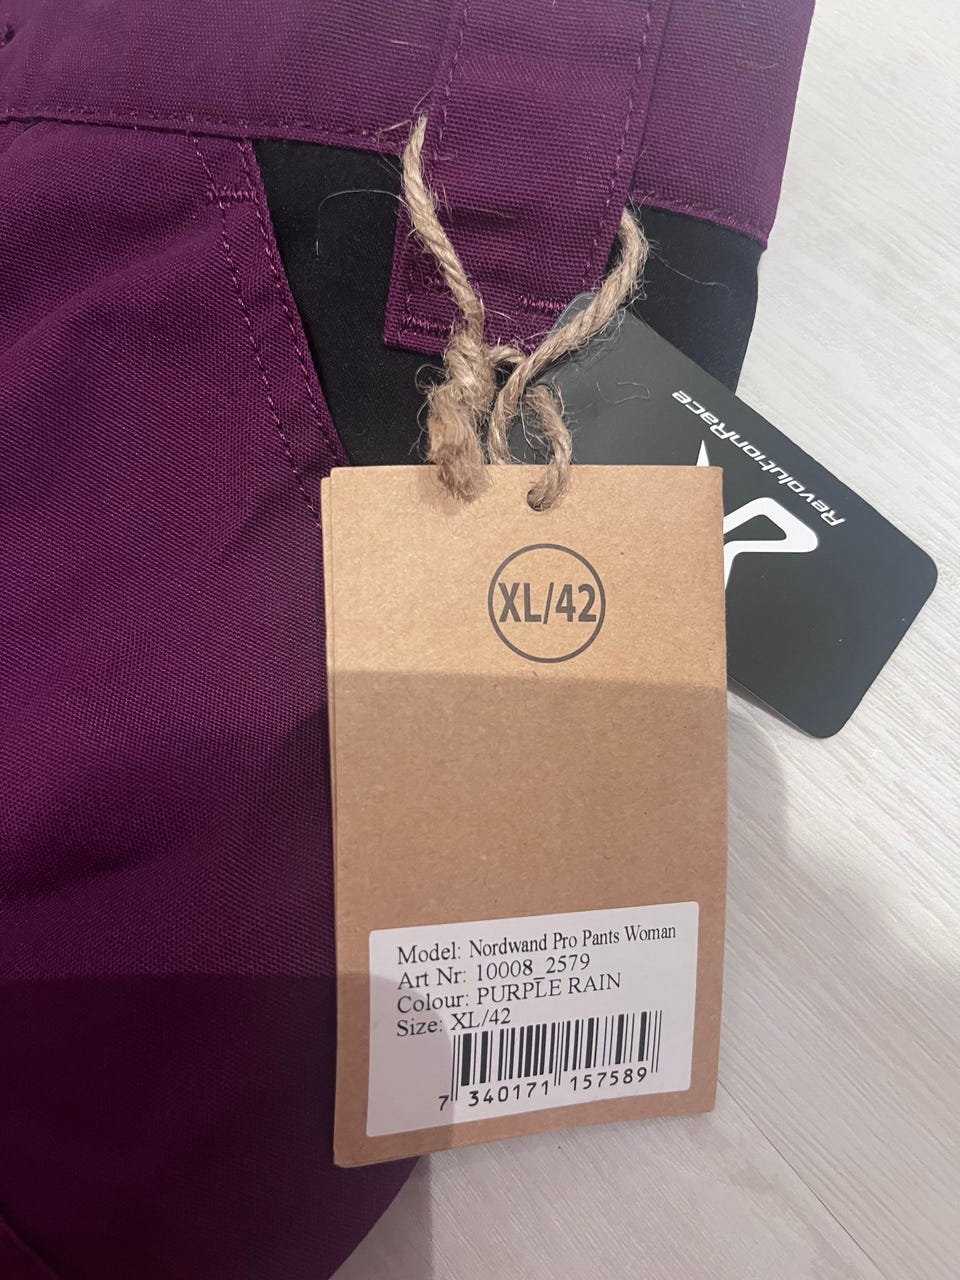 RevolutionRace
XL/42
Model: Nordwand Pro Pants Woman
Art Nr: 10008_2579
Colour: PURPLE RAIN
Size: XL/42
7 340171 157589